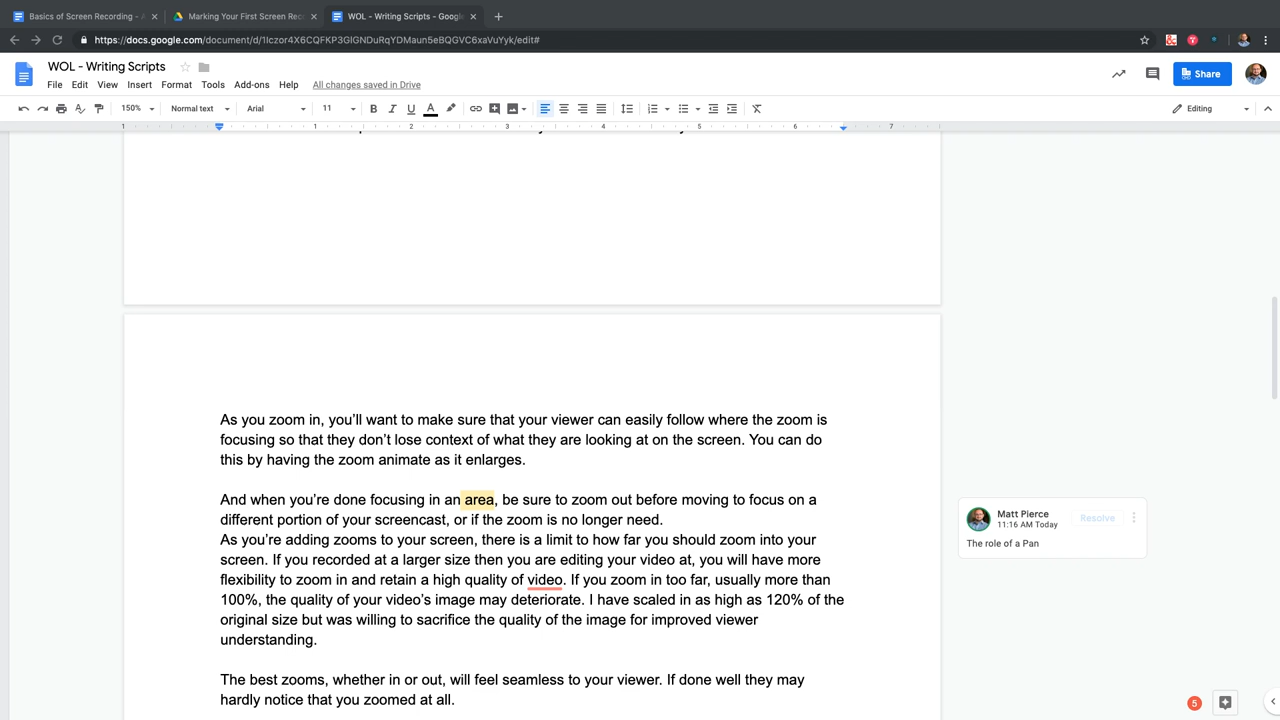 Basics of Screen Recording - A
Marking Your First Screen Reco
WOL - Writing Scripts - Google
https://docs.google.com/document/d/1Iczor4X6CQFKP3GlGNDuRqYDMaun5eBQGVC6xaVuYyk/edit#
WOL - Writing Scripts
File Edit View Insert Format Tools Add-ons Help All changes saved in Drive
Share
150% Normal text Arial 11 B I U A Editing
1 1 2 3 4 5 6 7
As you zoom in, you’ll want to make sure that your viewer can easily follow where the zoom is
focusing so that they don’t lose context of what they are looking at on the screen. You can do
this by having the zoom animate as it enlarges.
And when you’re done focusing in an area, be sure to zoom out before moving to focus on a
different portion of your screencast, or if the zoom is no longer need.
As you’re adding zooms to your screen, there is a limit to how far you should zoom into your
screen. If you recorded at a larger size then you are editing your video at, you will have more
flexibility to zoom in and retain a high quality of video. If you zoom in too far, usually more than
100%, the quality of your video’s image may deteriorate. I have scaled in as high as 120% of the
original size but was willing to sacrifice the quality of the image for improved viewer
understanding.
The best zooms, whether in or out, will feel seamless to your viewer. If done well they may
hardly notice that you zoomed at all.
Matt Pierce
11:16 AM Today
Resolve
The role of a Pan
5